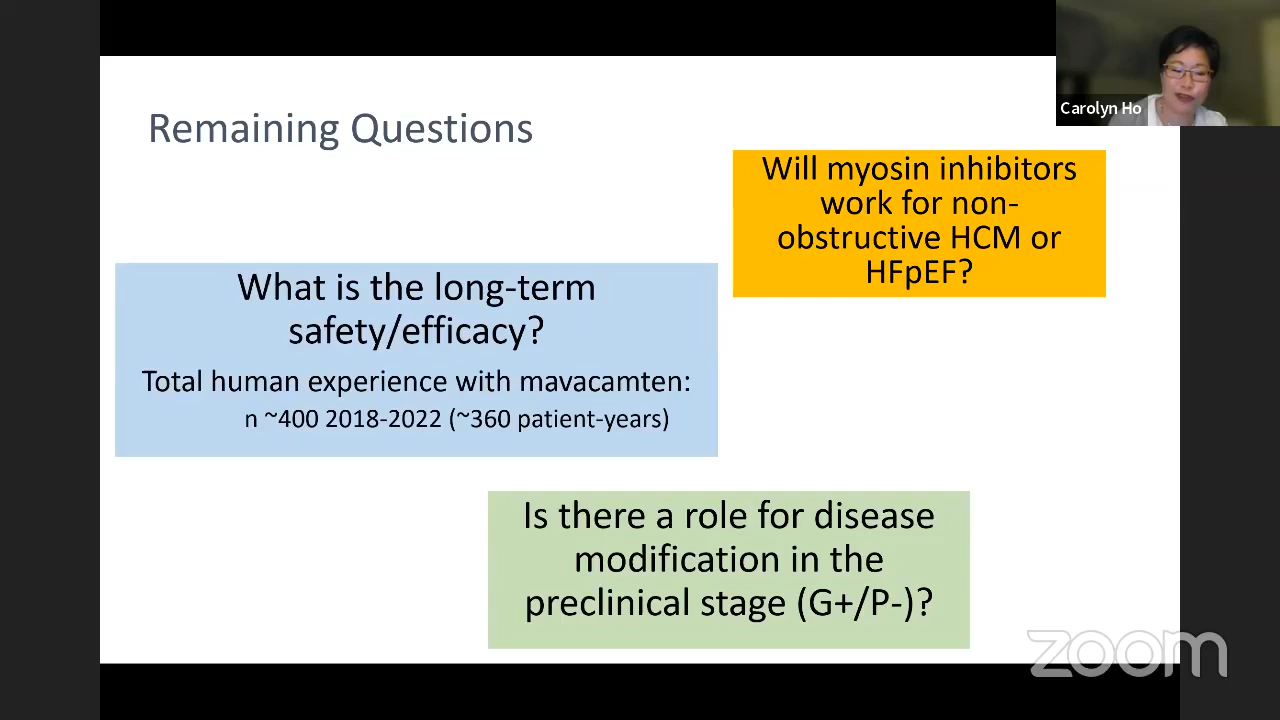 Carolyn Ho
Remaining Questions
Will myosin inhibitors
work for non-
obstructive HCM or
HFpEF?
What is the long-term
safety/efficacy?
Total human experience with mavacamten:
n ~400 2018-2022 (~360 patient-years)
Is there a role for disease
modification in the
preclinical stage (G+/P-)?
zoom